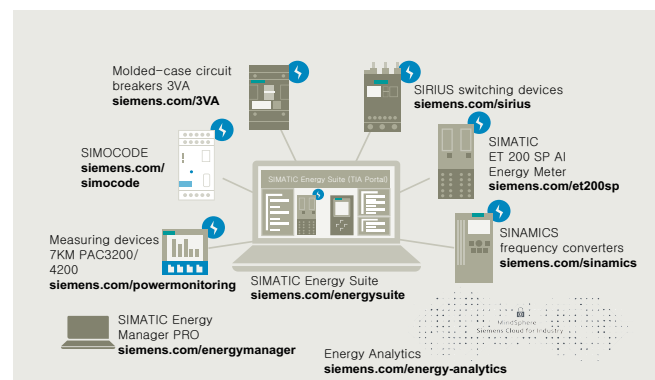 Molded-case circuit
breakers 3VA
siemens.com/3VA
SIRIUS switching devices
siemens.com/sirius
SIMOCODE
siemens.com/
simocode
SIMATIC
ET 200 SP AI
Energy Meter
siemens.com/et200sp
SIMATIC Energy Suite (TIA Portal)
Measuring devices
7KM PAC3200/
4200
siemens.com/powermonitoring
SINAMICS
frequency converters
siemens.com/sinamics
SIMATIC Energy Suite
siemens.com/energysuite
MindSphere
Siemens Cloud for Industry
SIMATIC Energy
Manager PRO
siemens.com/energymanager
Energy Analytics
siemens.com/energy-analytics